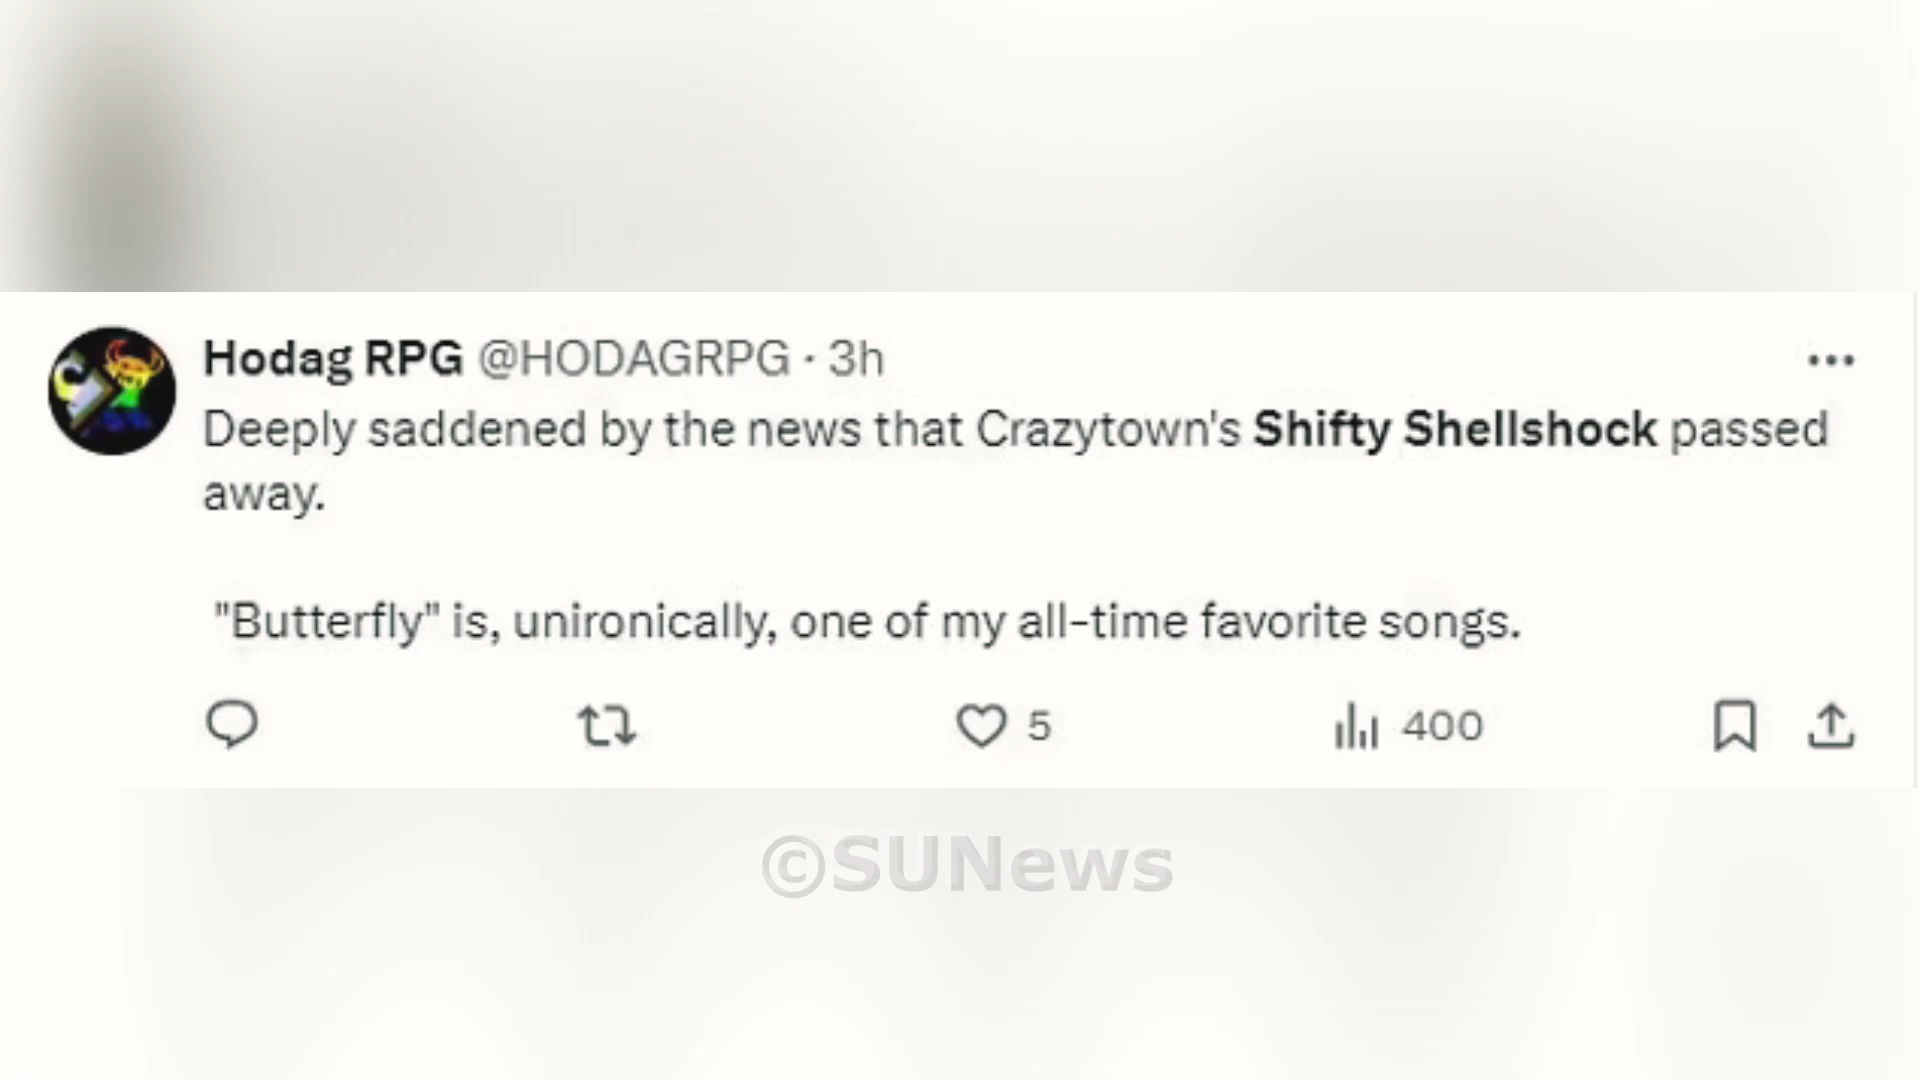 Hodag RPG @HODAGRPG · 3h
Deeply saddened by the news that Crazytown's Shifty Shellshock passed
away.
"Butterfly" is, unironically, one of my all-time favorite songs.
5 400
©SUNews